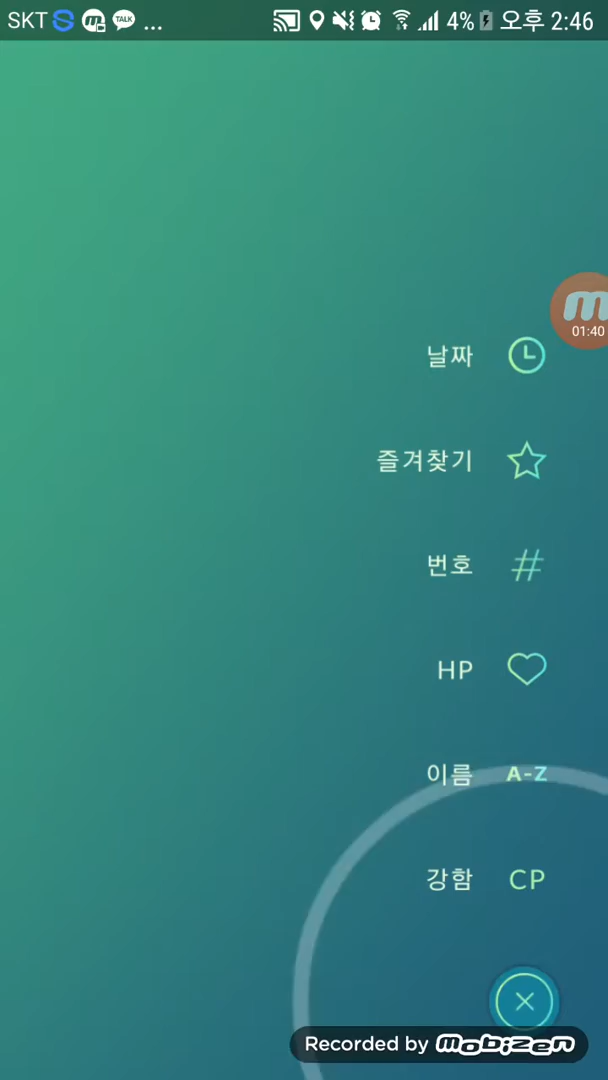 SKT TALK ... 4% 오후 2:46
01:40
날짜
즐겨찾기
번호 #
HP
이름 A-Z
강함 CP
Recorded by mobizen